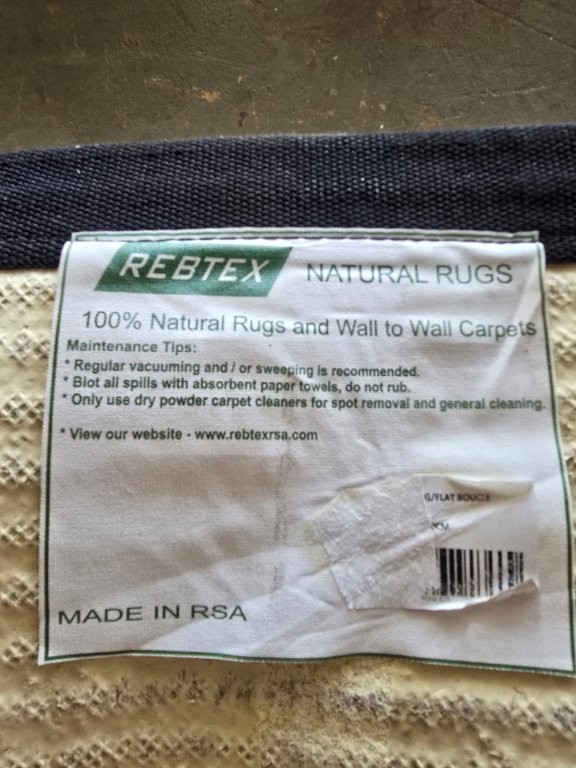 REBTEX NATURAL RUGS
100% Natural Rugs and Wall to Wall Carpets
Maintenance Tips:
* Regular vacuuming and / or sweeping is recommended.
* Blot all spills with absorbent paper towels, do not rub.
* Only use dry powder carpet cleaners for spot removal and general cleaning.
* View our website - www.rebtexrsa.com
G/FLAT BOUCLE
MADE IN RSA